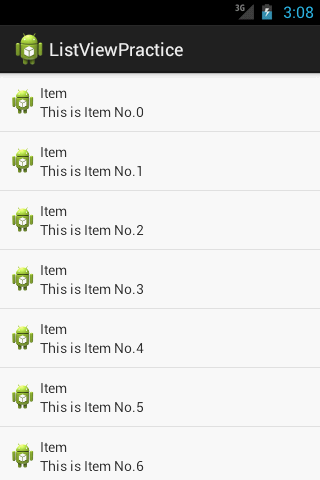 3G 3:08
ListViewPractice
Item
This is Item No.0
Item
This is Item No.1
Item
This is Item No.2
Item
This is Item No.3
Item
This is Item No.4
Item
This is Item No.5
Item
This is Item No.6